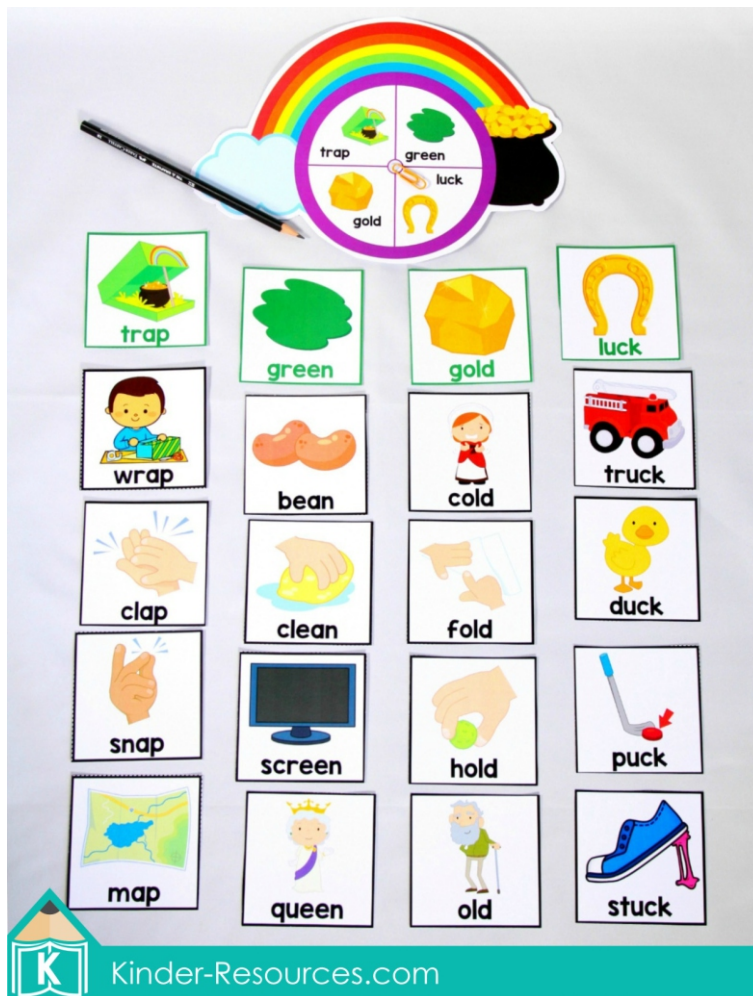 trap
green
luck
gold
trap
green
gold
luck
wrap
bean
cold
truck
clap
clean
fold
duck
snap
screen
hold
puck
map
queen
old
stuck
K
Kinder-Resources.com